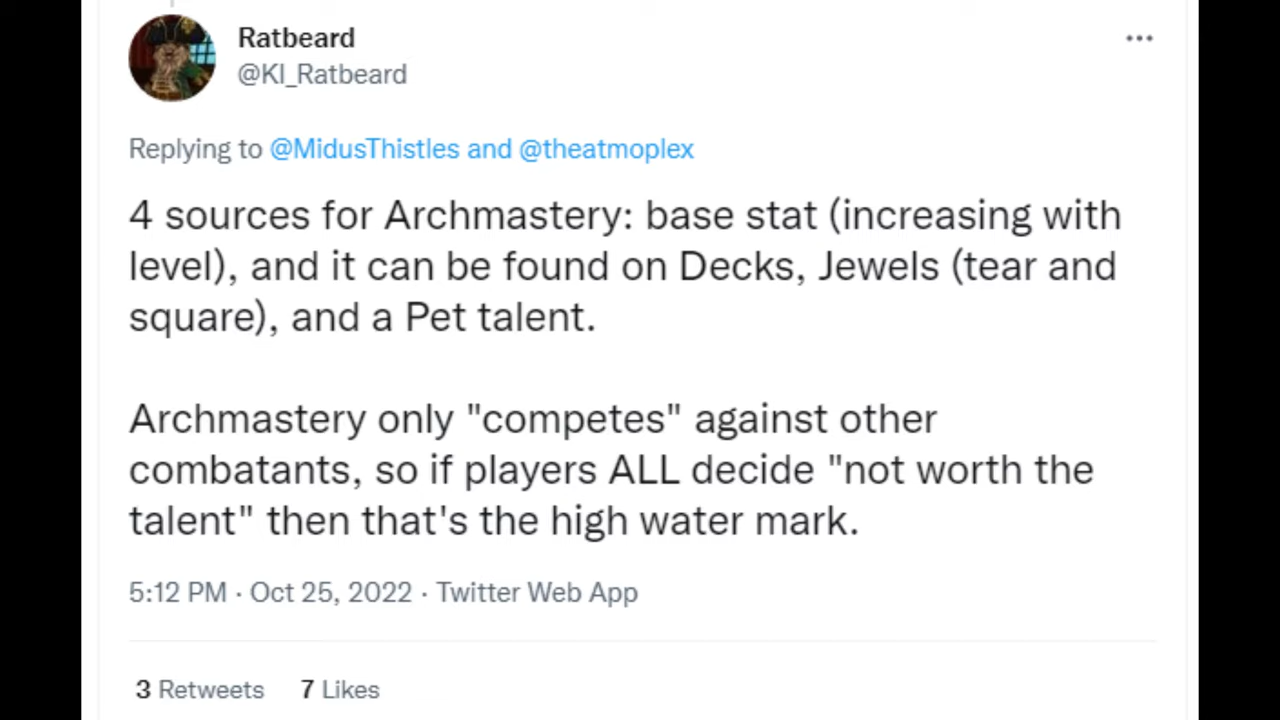 Ratbeard
@KI_Ratbeard
Replying to @MidusThistles and @theatmoplex
4 sources for Archmastery: base stat (increasing with
level), and it can be found on Decks, Jewels (tear and
square), and a Pet talent.
Archmastery only "competes" against other
combatants, so if players ALL decide "not worth the
talent" then that's the high water mark.
5:12 PM · Oct 25, 2022 · Twitter Web App
3 Retweets 7 Likes